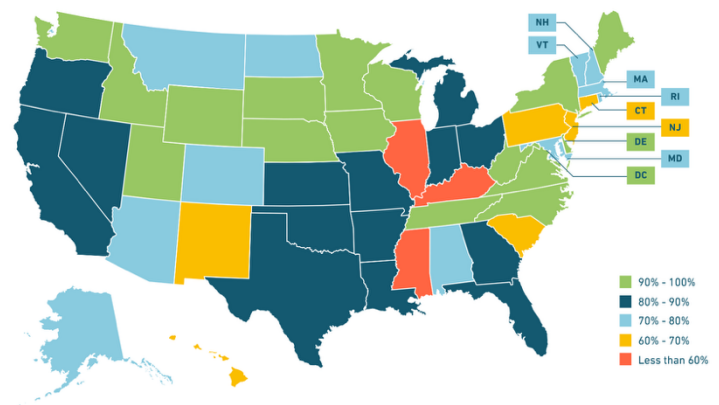 NH
VT
MA
RI
CT
NJ
DE
MD
DC
90% - 100%
80% - 90%
70% - 80%
60% - 70%
Less than 60%